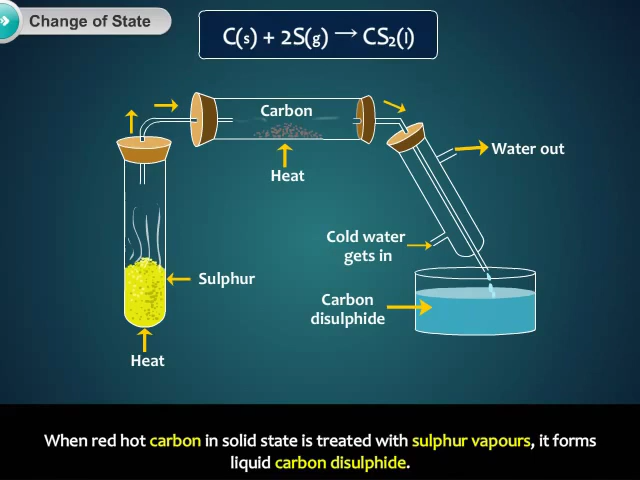 Change of State
C(s) + 2S(g) → CS₂(l)
Carbon
Heat
Water out
Cold water
gets in
Sulphur
Carbon
disulphide
Heat
When red hot carbon in solid state is treated with sulphur vapours, it forms
liquid carbon disulphide.